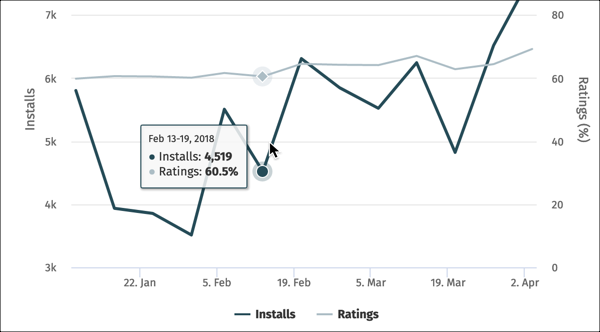 7k
6k
5k
4k
3k
Installs
80
60
40
20
0
Ratings (%)
Feb 13-19, 2018
Installs: 4,519
Ratings: 60.5%
22. Jan
5. Feb
19. Feb
5. Mar
19. Mar
2. Apr
Installs
Ratings